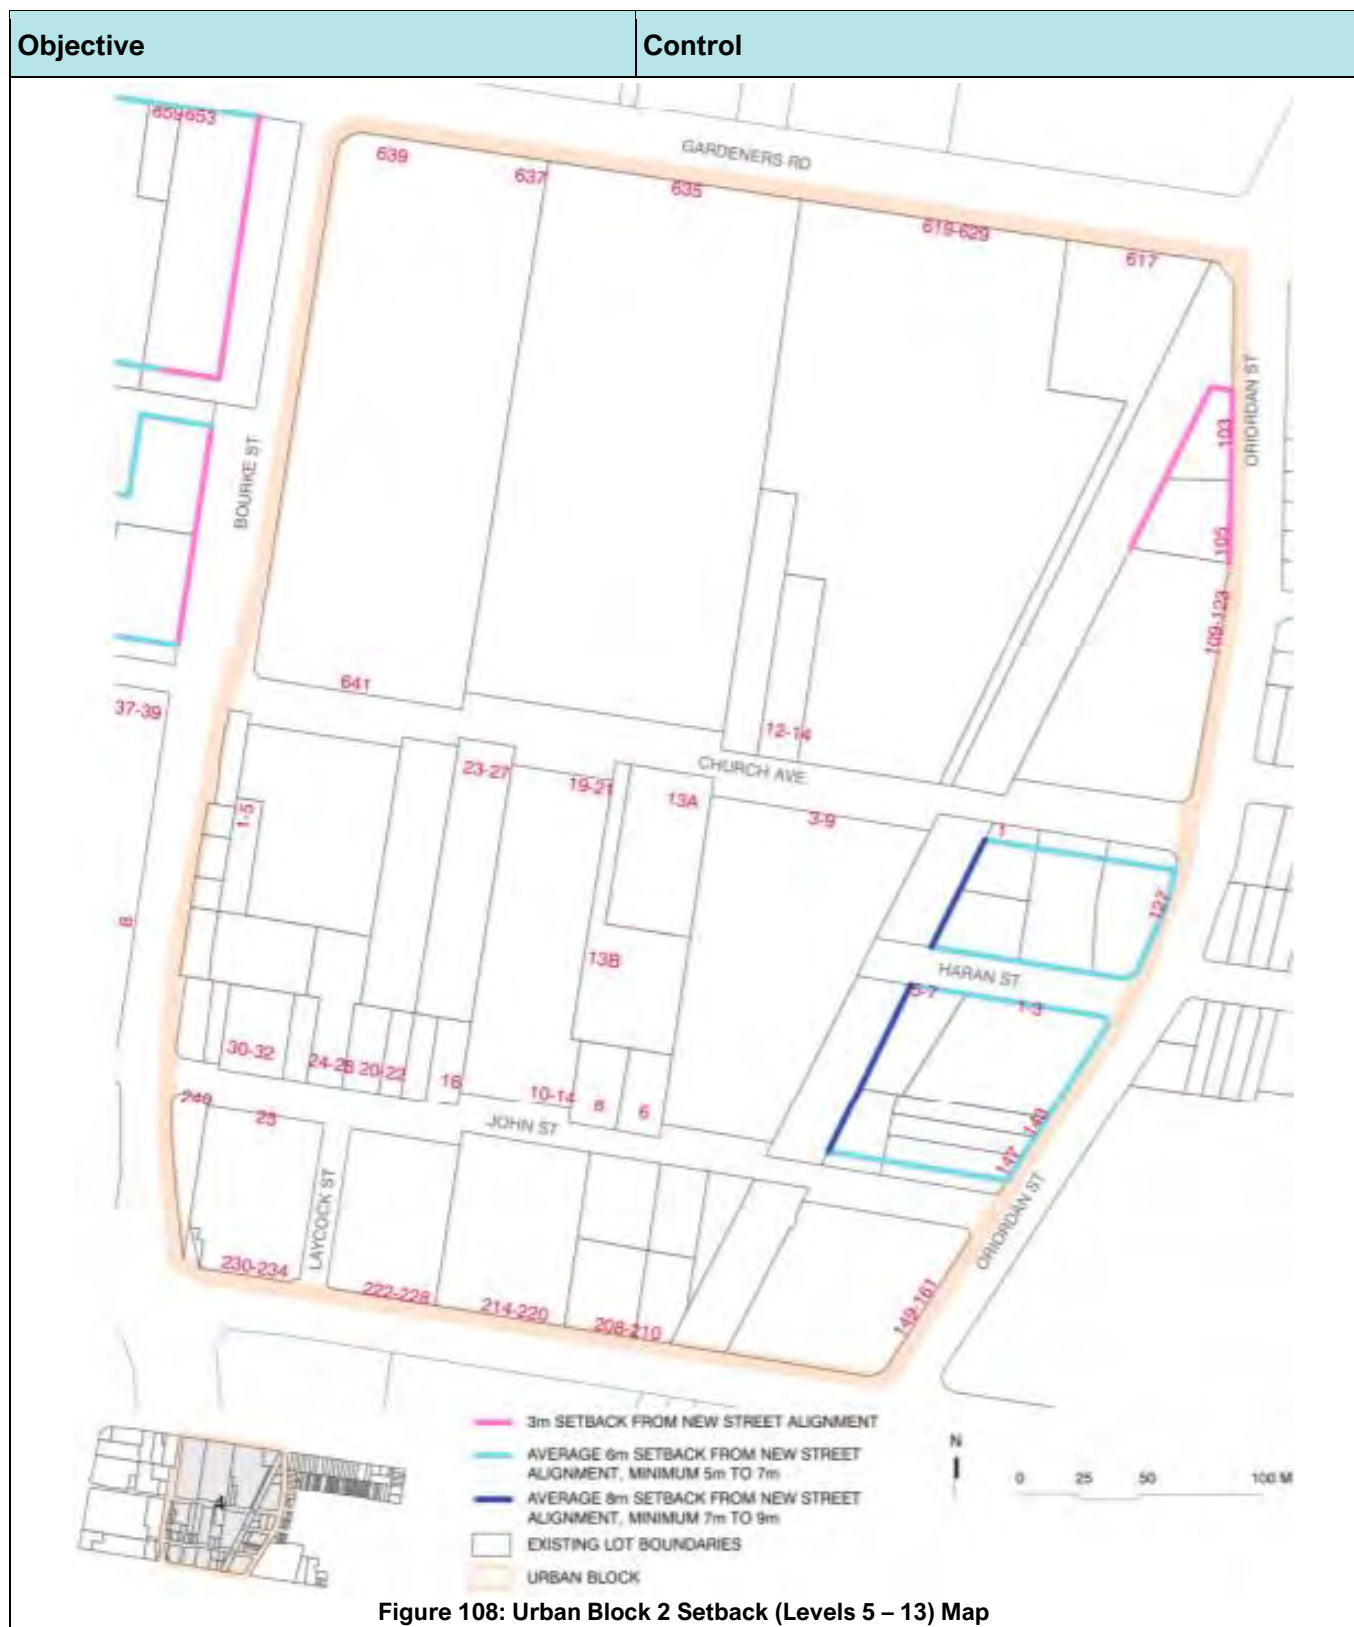 Objective
Control
659 653
639
637
635
GARDENERS RD
619-629
617
ORIORDAN ST
103
105
109-123
BOURKE ST
641
37-39
12-14
CHURCH AVE
23-27
19-21
13A
3-9
1-5
1
127
8
13B
HARAN ST
5-7
1-3
30-32
24-28
20-22
16
10-14
8
6
143
147
249
25
JOHN ST
LAYCOCK ST
ORIORDAN ST
230-234
222-228
214-220
208-210
149-161
3m SETBACK FROM NEW STREET ALIGNMENT
AVERAGE 6m SETBACK FROM NEW STREET
ALIGNMENT, MINIMUM 5m TO 7m
AVERAGE 8m SETBACK FROM NEW STREET
ALIGNMENT, MINIMUM 7m TO 9m
EXISTING LOT BOUNDARIES
URBAN BLOCK
N
0 25 50 100 M
4
Figure 108: Urban Block 2 Setback (Levels 5 – 13) Map